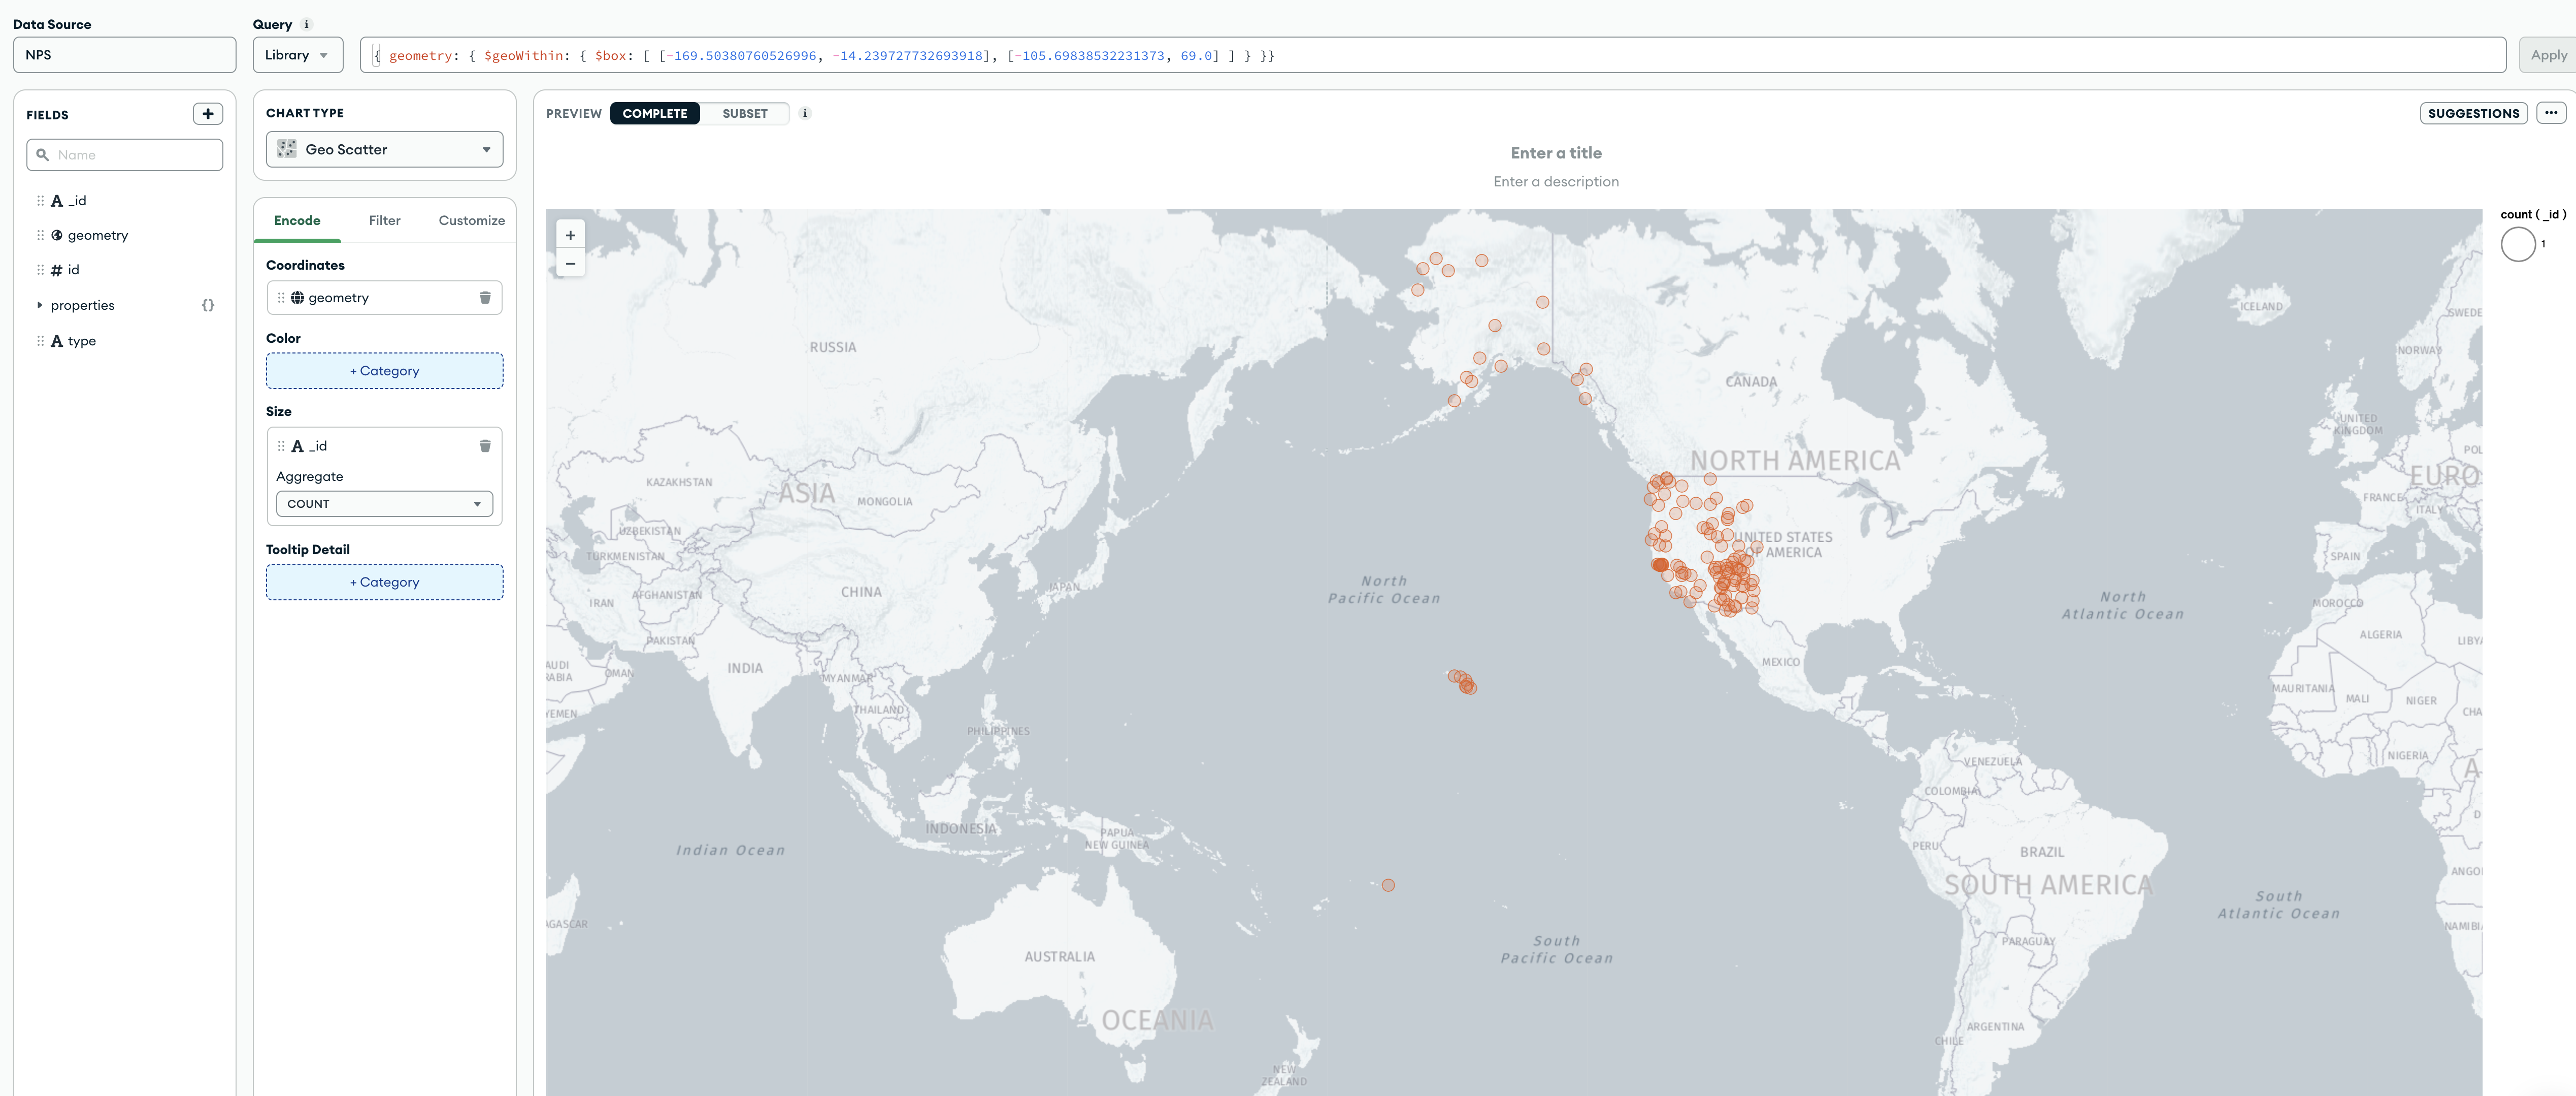 Data Source
NPS
Query
Library
{ geometry: { $geoWithin: { $box: [ [-169.50380760526996, -14.239727732693918], [-105.69838532231373, 69.0] ] } }}
Apply
FIELDS
+
Name
_id
geometry
id
properties {}
type
CHART TYPE
Geo Scatter
Encode Filter Customize
Coordinates
geometry
Color
+ Category
Size
A _id
Aggregate
COUNT
Tooltip Detail
+ Category
PREVIEW COMPLETE SUBSET
SUGGESTIONS
Enter a title
Enter a description
count ( _id )
1
+
−
ICELAND
SWEDE
RUSSIA
NORWAY
CANADA
UNITED
KINGDOM
POL
NORTH AMERICA
EURO
KAZAKHSTAN
ASIA
MONGOLIA
FRANCE
ITALY
UZBEKISTAN
UNITED STATES
OF AMERICA
TURKMENISTAN
SPAIN
JAPAN
North
Pacific Ocean
CHINA
AFGHANISTAN
IRAN
North
Atlantic Ocean
MOROCCO
ALGERIA
LIBYA
PAKISTAN
INDIA
MEXICO
AUDI
RABIA
OMAN
MYANMAR
MAURITANIA
MALI
NIGER
CHA
YEMEN
THAILAND
PHILIPPINES
NIGERIA
VENEZUELA
COLOMBIA
A
INDONESIA
PAPUA
NEW GUINEA
Indian Ocean
PERU
BRAZIL
D
ANGO
SOUTH AMERICA
South
Atlantic Ocean
AGASCAR
NAMIBI
AUSTRALIA
South
Pacific Ocean
PARAGUAY
OCEANIA
ARGENTINA
CHILE
NEW
ZEALAND